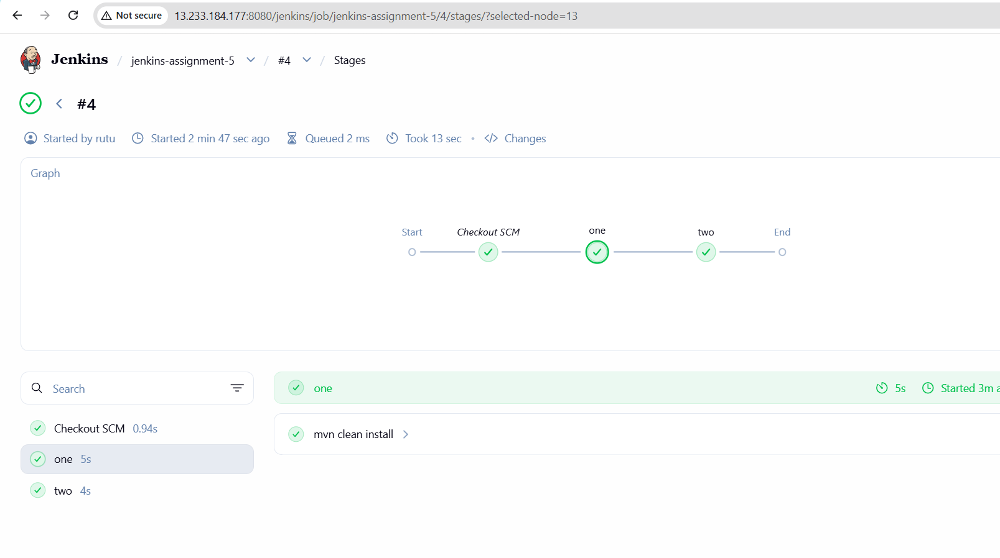 Not secure 13.233.184.177:8080/jenkins/job/jenkins-assignment-5/4/stages/?selected-node=13
Jenkins / jenkins-assignment-5 / #4 / Stages
#4
Started by rutu Started 2 min 47 sec ago Queued 2 ms Took 13 sec • Changes
Graph
Start Checkout SCM one two End
Search
one 5s Started 3m a
Checkout SCM 0.94s
mvn clean install
one 5s
two 4s